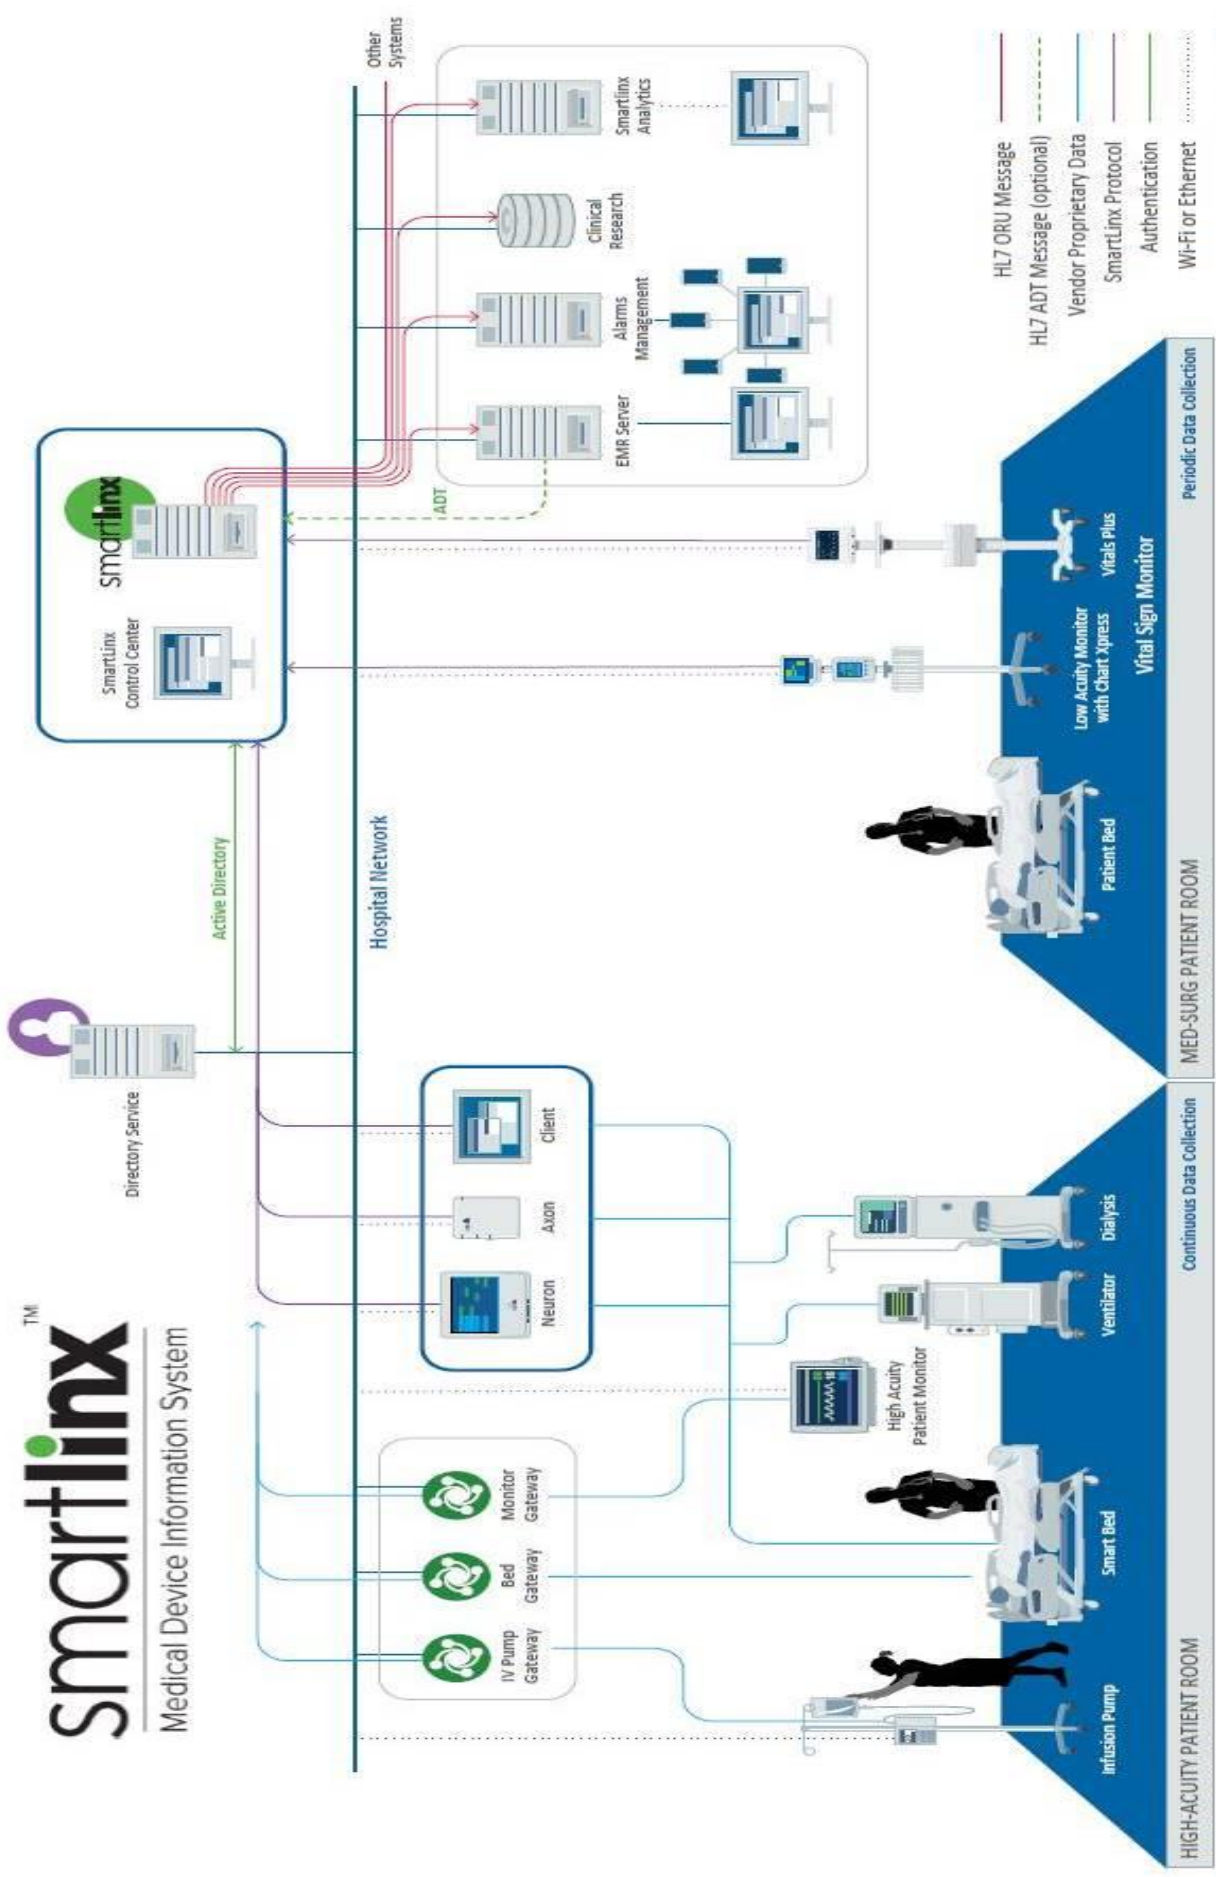 smartlinx
TM
Medical Device Information System
Directory Service
Active Directory
SmartLinx
Control Center
smartlinx
Hospital Network
ADT
Other
Systems
IV Pump
Gateway
Bed
Gateway
Monitor
Gateway
Neuron
Axon
Client
EMR Server
Alarms
Management
Clinical
Research
Smartlinx
Analytics
High Acuity
Patient Monitor
Infusion Pump
Smart Bed
Ventilator
Dialysis
Patient Bed
Low Acuity Monitor
with Chart Xpress
Vitals Plus
Vital Sign Monitor
HIGH-ACUITY PATIENT ROOM
Continuous Data Collection
MED-SURG PATIENT ROOM
Periodic Data Collection
HL7 ORU Message
HL7 ADT Message (optional)
Vendor Proprietary Data
SmartLinx Protocol
Authentication
Wi-Fi or Ethernet